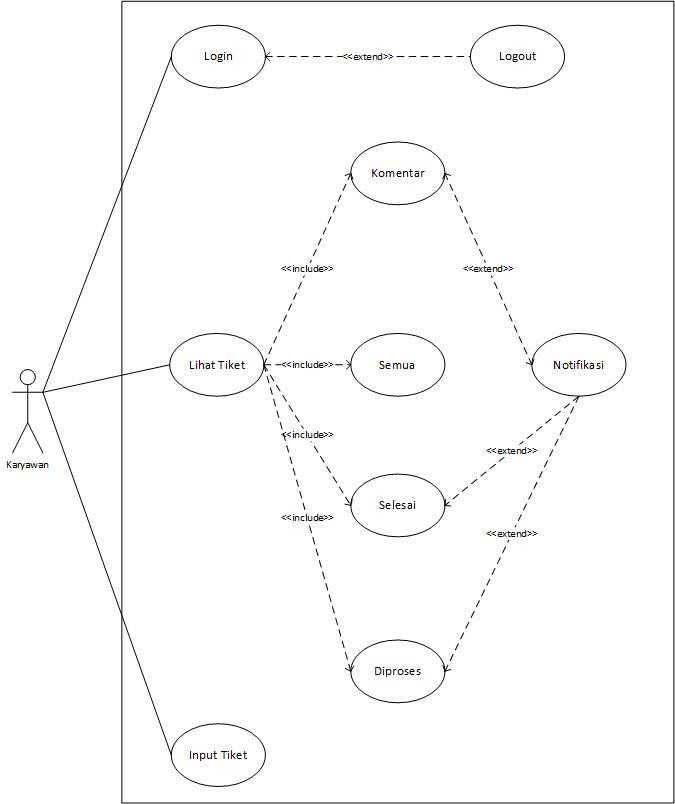 Login
<<extend>>
Logout
Komentar
<<include>>
<<extend>>
Lihat Tiket
<<include>>
Semua
Notifikasi
<<include>>
<<extend>>
Karyawan
Selesai
<<include>>
<<extend>>
Diproses
Input Tiket